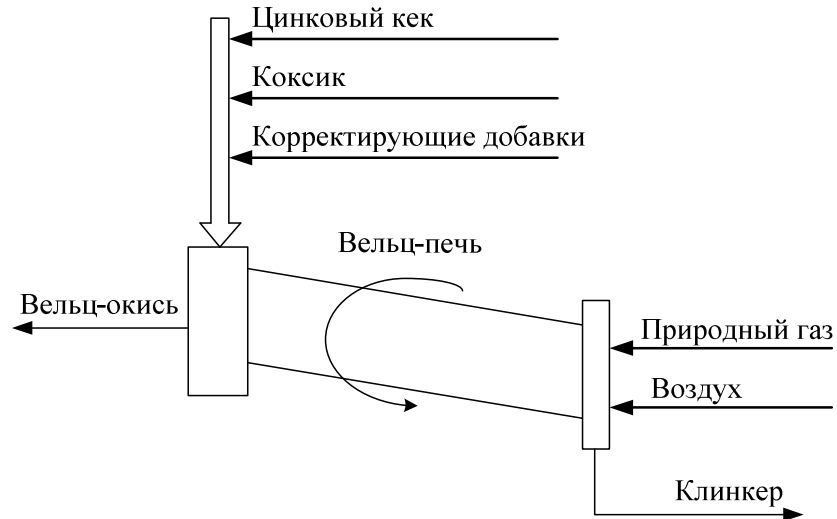 Цинковый кек
Коксик
Корректирующие добавки
Вельц-печь
Вельц-окись
Природный газ
Воздух
Клинкер